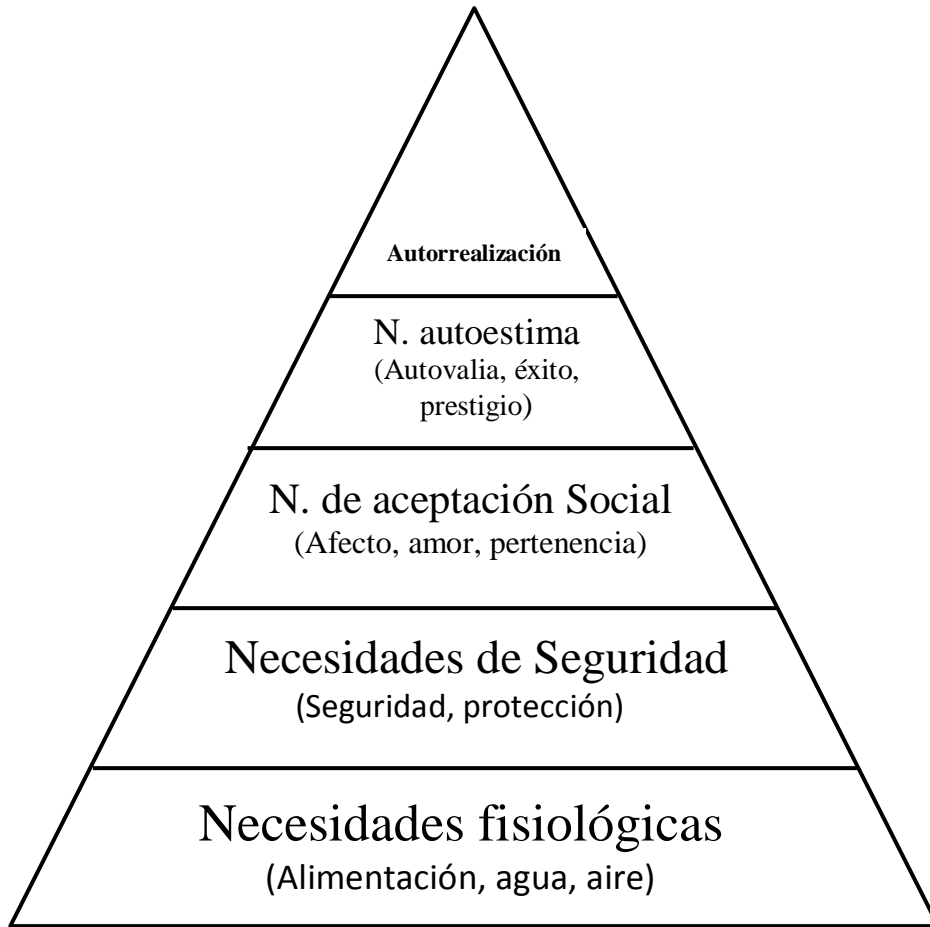 Autorrealización
N. autoestima
(Autovalia, éxito,
prestigio)
N. de aceptación Social
(Afecto, amor, pertenencia)
Necesidades de Seguridad
(Seguridad, protección)
Necesidades fisiológicas
(Alimentación, agua, aire)